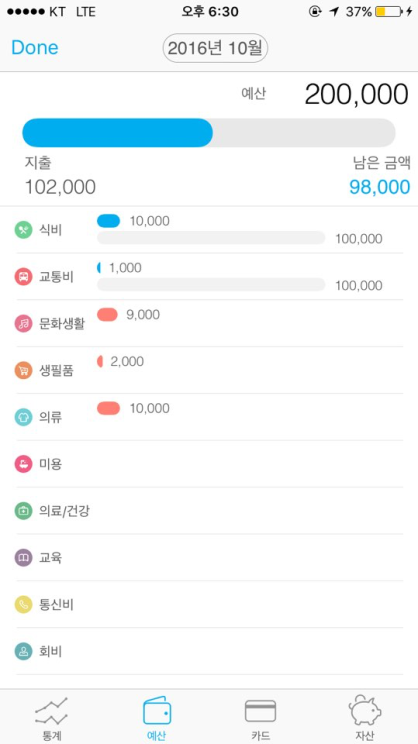 KT LTE 오후 6:30 37%
Done 2016년 10월
예산 200,000
지출 남은 금액
102,000 98,000
식비 10,000
100,000
교통비 1,000
100,000
문화생활 9,000
생필품 2,000
의류 10,000
미용
의료/건강
교육
통신비
회비
통계 예산 카드 자산